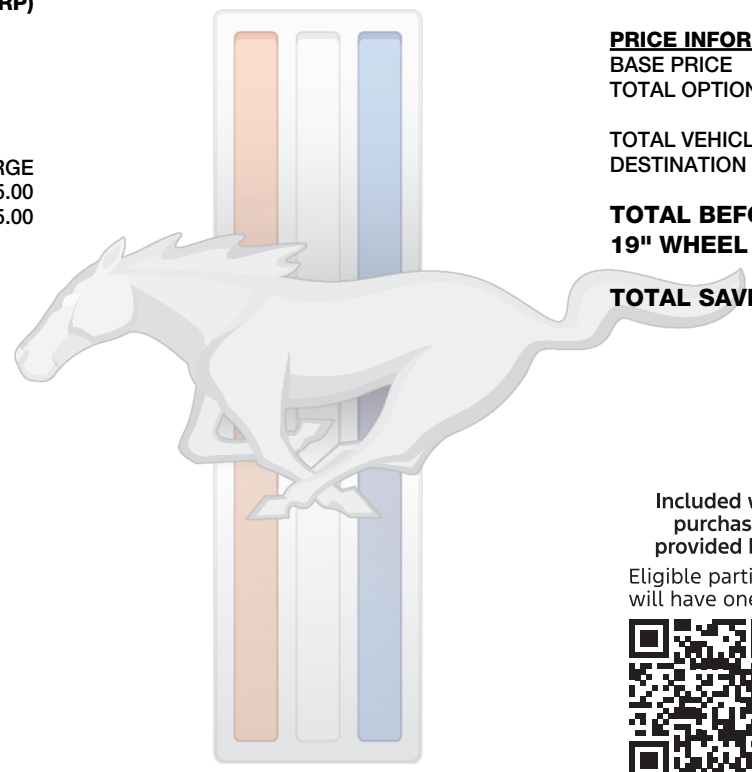 RP)
RGE
5.00
5.00
PRICE INFOR
BASE PRICE
TOTAL OPTION
TOTAL VEHICL
DESTINATION
TOTAL BEFO
19" WHEEL
TOTAL SAVI
Included
purchas
provided
Eligible parti
will have one